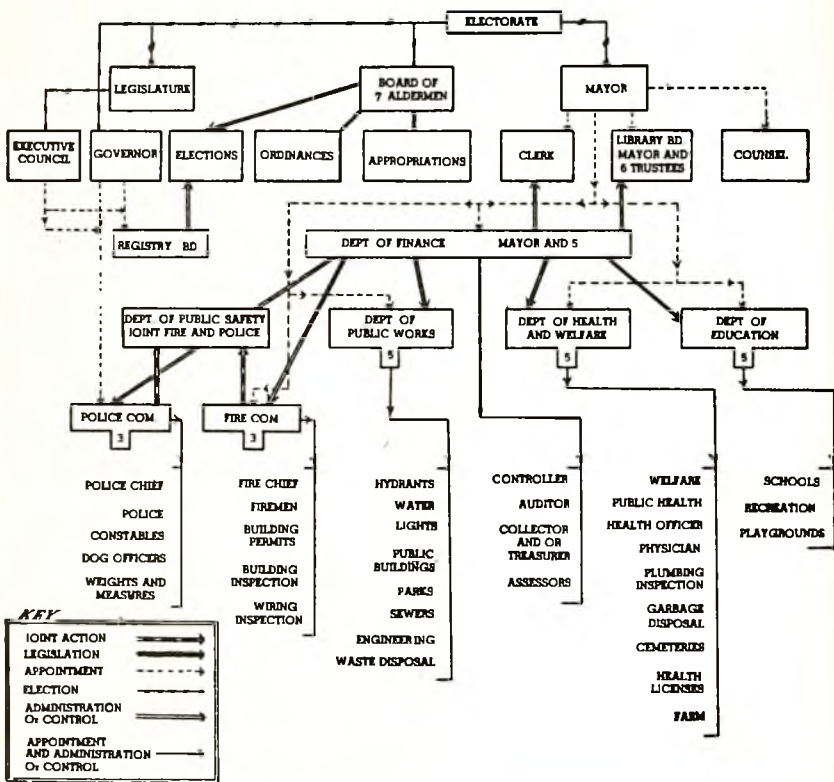 ELECTORATE
LEGISLATURE
BOARD OF
7 ALDERMEN
MAYOR
EXECUTIVE
COUNCIL
GOVERNOR
ELECTIONS
ORDINANCES
APPROPRIATIONS
CLERK
LIBRARY BD
MAYOR AND
6 TRUSTEES
COUNSEL
REGISTRY BD
DEPT OF FINANCE MAYOR AND 5
DEPT OF PUBLIC SAFETY
JOINT FIRE AND POLICE
DEPT OF
PUBLIC WORKS
5
DEPT OF HEALTH
AND WELFARE
5
DEPT OF
EDUCATION
5
POLICE COM
3
FIRE COM
3
POLICE CHIEF
POLICE
CONSTABLES
DOG OFFICERS
WEIGHTS AND
MEASURES
FIRE CHIEF
FIREMEN
BUILDING
PERMITS
BUILDING
INSPECTION
WIRING
INSPECTION
HYDRANTS
WATER
LIGHTS
PUBLIC
BUILDINGS
PARKS
SEWERS
ENGINEERING
WASTE DISPOSAL
CONTROLLER
AUDITOR
COLLECTOR
AND OR
TREASURER
ASSESSORS
WELFARE
PUBLIC HEALTH
HEALTH OFFICER
PHYSICIAN
PLUMBING
INSPECTION
GARBAGE
DISPOSAL
CEMETERIES
HEALTH
LICENSES
FARM
SCHOOLS
RECREATION
PLAYGROUNDS
KEY
JOINT ACTION
LEGISLATION
APPOINTMENT
ELECTION
ADMINISTRATION
Or CONTROL
APPOINTMENT
AND ADMINISTRATION
Or CONTROL